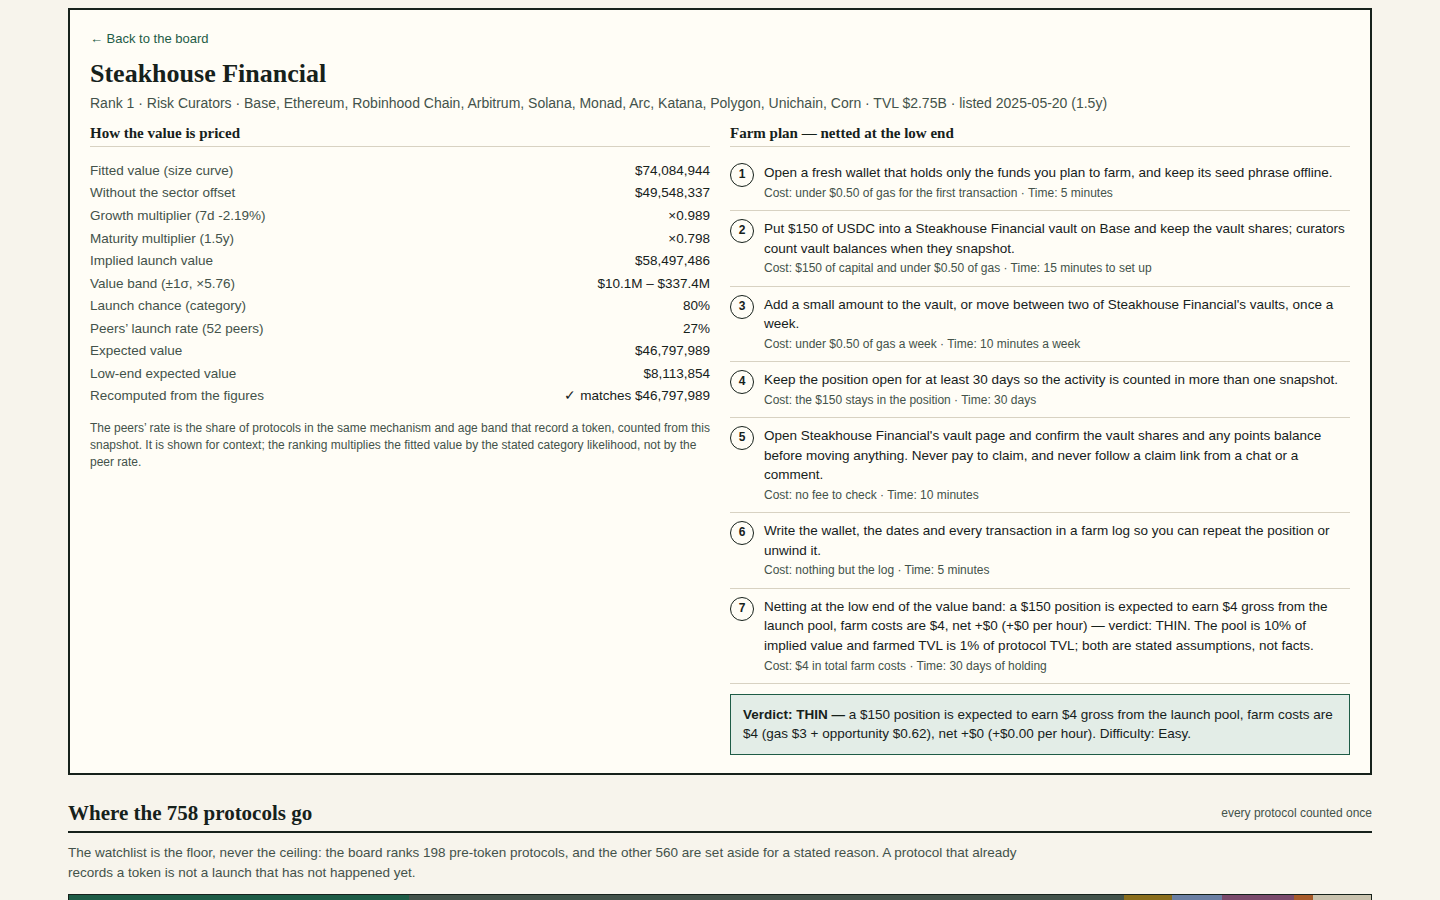 ← Back to the board
Steakhouse Financial
Rank 1 · Risk Curators · Base, Ethereum, Robinhood Chain, Arbitrum, Solana, Monad, Arc, Katana, Polygon, Unichain, Corn · TVL $2.75B · listed 2025-05-20 (1.5y)
How the value is priced
Fitted value (size curve) $74,084,944
Without the sector offset $49,548,337
Growth multiplier (7d -2.19%) ×0.989
Maturity multiplier (1.5y) ×0.798
Implied launch value $58,497,486
Value band (±1σ, ×5.76) $10.1M – $337.4M
Launch chance (category) 80%
Peers’ launch rate (52 peers) 27%
Expected value $46,797,989
Low-end expected value $8,113,854
Recomputed from the figures ✓ matches $46,797,989
The peers’ rate is the share of protocols in the same mechanism and age band that record a token, counted from this
snapshot. It is shown for context; the ranking multiplies the fitted value by the stated category likelihood, not by the
peer rate.
Farm plan — netted at the low end
1 Open a fresh wallet that holds only the funds you plan to farm, and keep its seed phrase offline.
Cost: under $0.50 of gas for the first transaction · Time: 5 minutes
2 Put $150 of USDC into a Steakhouse Financial vault on Base and keep the vault shares; curators
count vault balances when they snapshot.
Cost: $150 of capital and under $0.50 of gas · Time: 15 minutes to set up
3 Add a small amount to the vault, or move between two of Steakhouse Financial's vaults, once a
week.
Cost: under $0.50 of gas a week · Time: 10 minutes a week
4 Keep the position open for at least 30 days so the activity is counted in more than one snapshot.
Cost: the $150 stays in the position · Time: 30 days
5 Open Steakhouse Financial's vault page and confirm the vault shares and any points balance
before moving anything. Never pay to claim, and never follow a claim link from a chat or a
comment.
Cost: no fee to check · Time: 10 minutes
6 Write the wallet, the dates and every transaction in a farm log so you can repeat the position or
unwind it.
Cost: nothing but the log · Time: 5 minutes
7 Netting at the low end of the value band: a $150 position is expected to earn $4 gross from the
launch pool, farm costs are $4, net +$0 (+$0 per hour) — verdict: THIN. The pool is 10% of
implied value and farmed TVL is 1% of protocol TVL; both are stated assumptions, not facts.
Cost: $4 in total farm costs · Time: 30 days of holding
Verdict: THIN — a $150 position is expected to earn $4 gross from the launch pool, farm costs are
$4 (gas $3 + opportunity $0.62), net +$0 (+$0.00 per hour). Difficulty: Easy.
Where the 758 protocols go
every protocol counted once
The watchlist is the floor, never the ceiling: the board ranks 198 pre-token protocols, and the other 560 are set aside for a stated reason. A protocol that already
records a token is not a launch that has not happened yet.